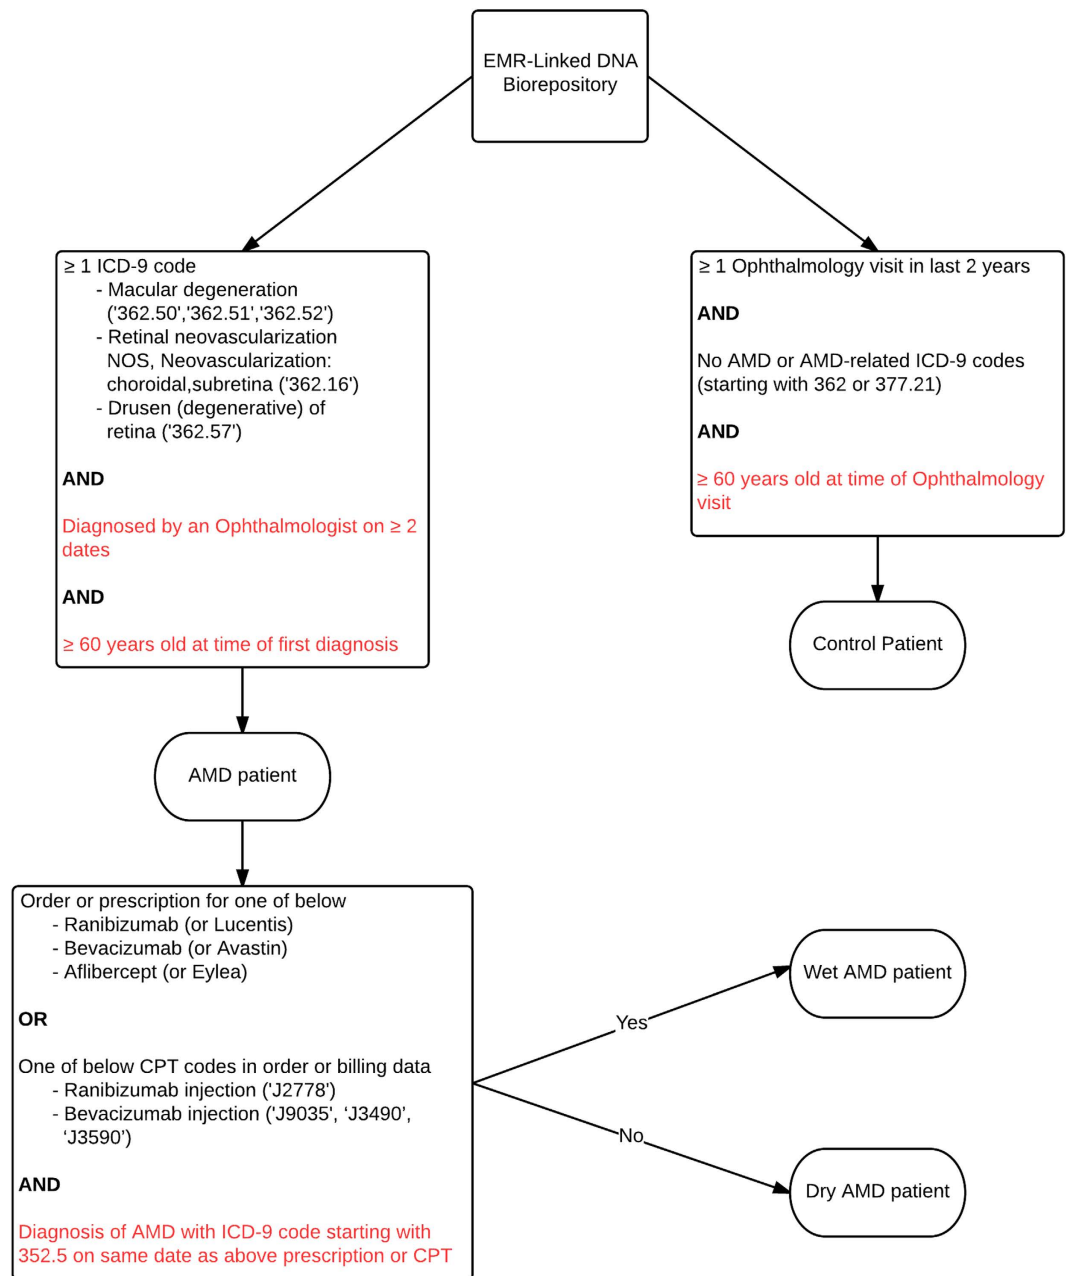 EMR-Linked DNA
Biorepository
≥ 1 ICD-9 code
- Macular degeneration
('362.50','362.51','362.52')
- Retinal neovascularization
NOS, Neovascularization:
choroidal,subretina ('362.16')
- Drusen (degenerative) of
retina ('362.57')
AND
Diagnosed by an Ophthalmologist on ≥ 2
dates
AND
≥ 60 years old at time of first diagnosis
≥ 1 Ophthalmology visit in last 2 years
AND
No AMD or AMD-related ICD-9 codes
(starting with 362 or 377.21)
AND
≥ 60 years old at time of Ophthalmology
visit
Control Patient
AMD patient
Order or prescription for one of below
- Ranibizumab (or Lucentis)
- Bevacizumab (or Avastin)
- Aflibercept (or Eylea)
OR
One of below CPT codes in order or billing data
- Ranibizumab injection ('J2778')
- Bevacizumab injection ('J9035', ‘J3490’,
‘J3590’)
AND
Diagnosis of AMD with ICD-9 code starting with
352.5 on same date as above prescription or CPT
Yes
Wet AMD patient
No
Dry AMD patient